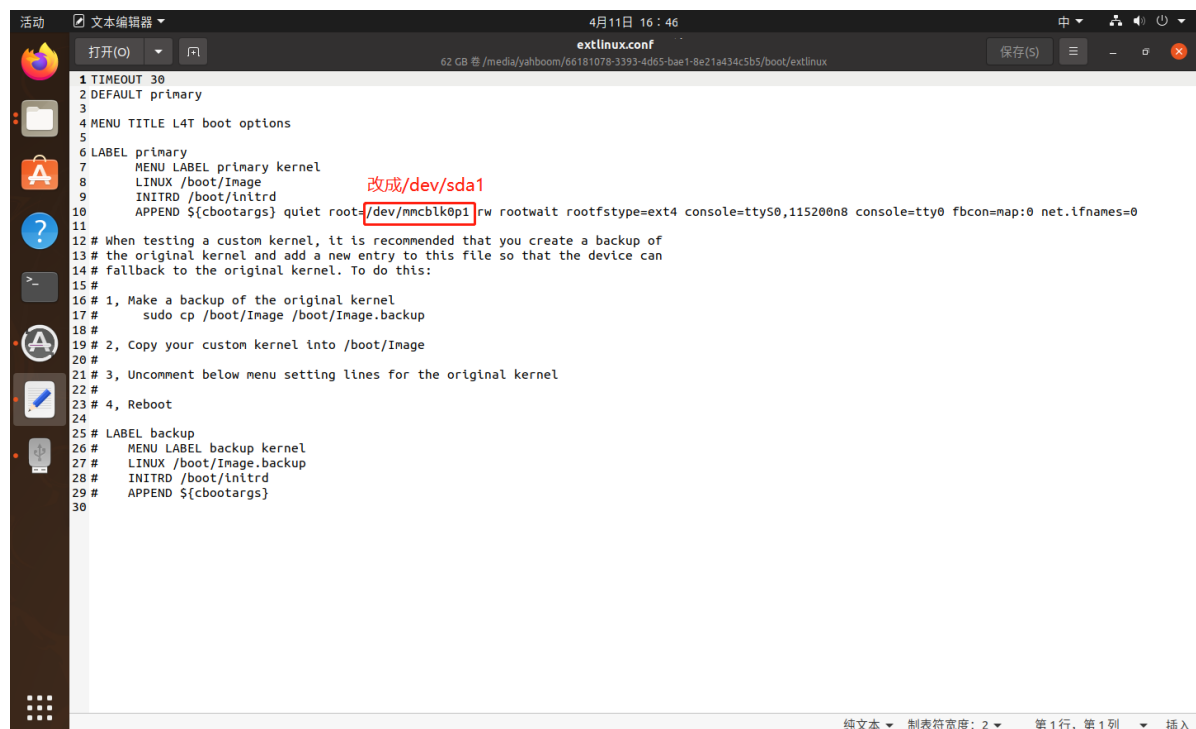 活动 文本编辑器 4月11日 16：46 中
打开(O) extlinux.conf 保存(S)
62 GB 卷 /media/yahboom/66181078-3393-4d65-bae1-8e21a434c5b5/boot/extlinux
1 TIMEOUT 30
2 DEFAULT primary
3
4 MENU TITLE L4T boot options
5
6 LABEL primary
7 MENU LABEL primary kernel
8 LINUX /boot/Image
改成/dev/sda1
9 INITRD /boot/initrd
10 APPEND ${cbootargs} quiet root=/dev/mmcblk0p1 rw rootwait rootfstype=ext4 console=ttyS0,115200n8 console=tty0 fbcon=map:0 net.ifnames=0
11
12 # When testing a custom kernel, it is recommended that you create a backup of
13 # the original kernel and add a new entry to this file so that the device can
14 # fallback to the original kernel. To do this:
15 #
16 # 1, Make a backup of the original kernel
17 # sudo cp /boot/Image /boot/Image.backup
18 #
19 # 2, Copy your custom kernel into /boot/Image
20 #
21 # 3, Uncomment below menu setting lines for the original kernel
22 #
23 # 4, Reboot
24
25 # LABEL backup
26 # MENU LABEL backup kernel
27 # LINUX /boot/Image.backup
28 # INITRD /boot/initrd
29 # APPEND ${cbootargs}
30
纯文本 制表符宽度：2 第1行，第1列 插入